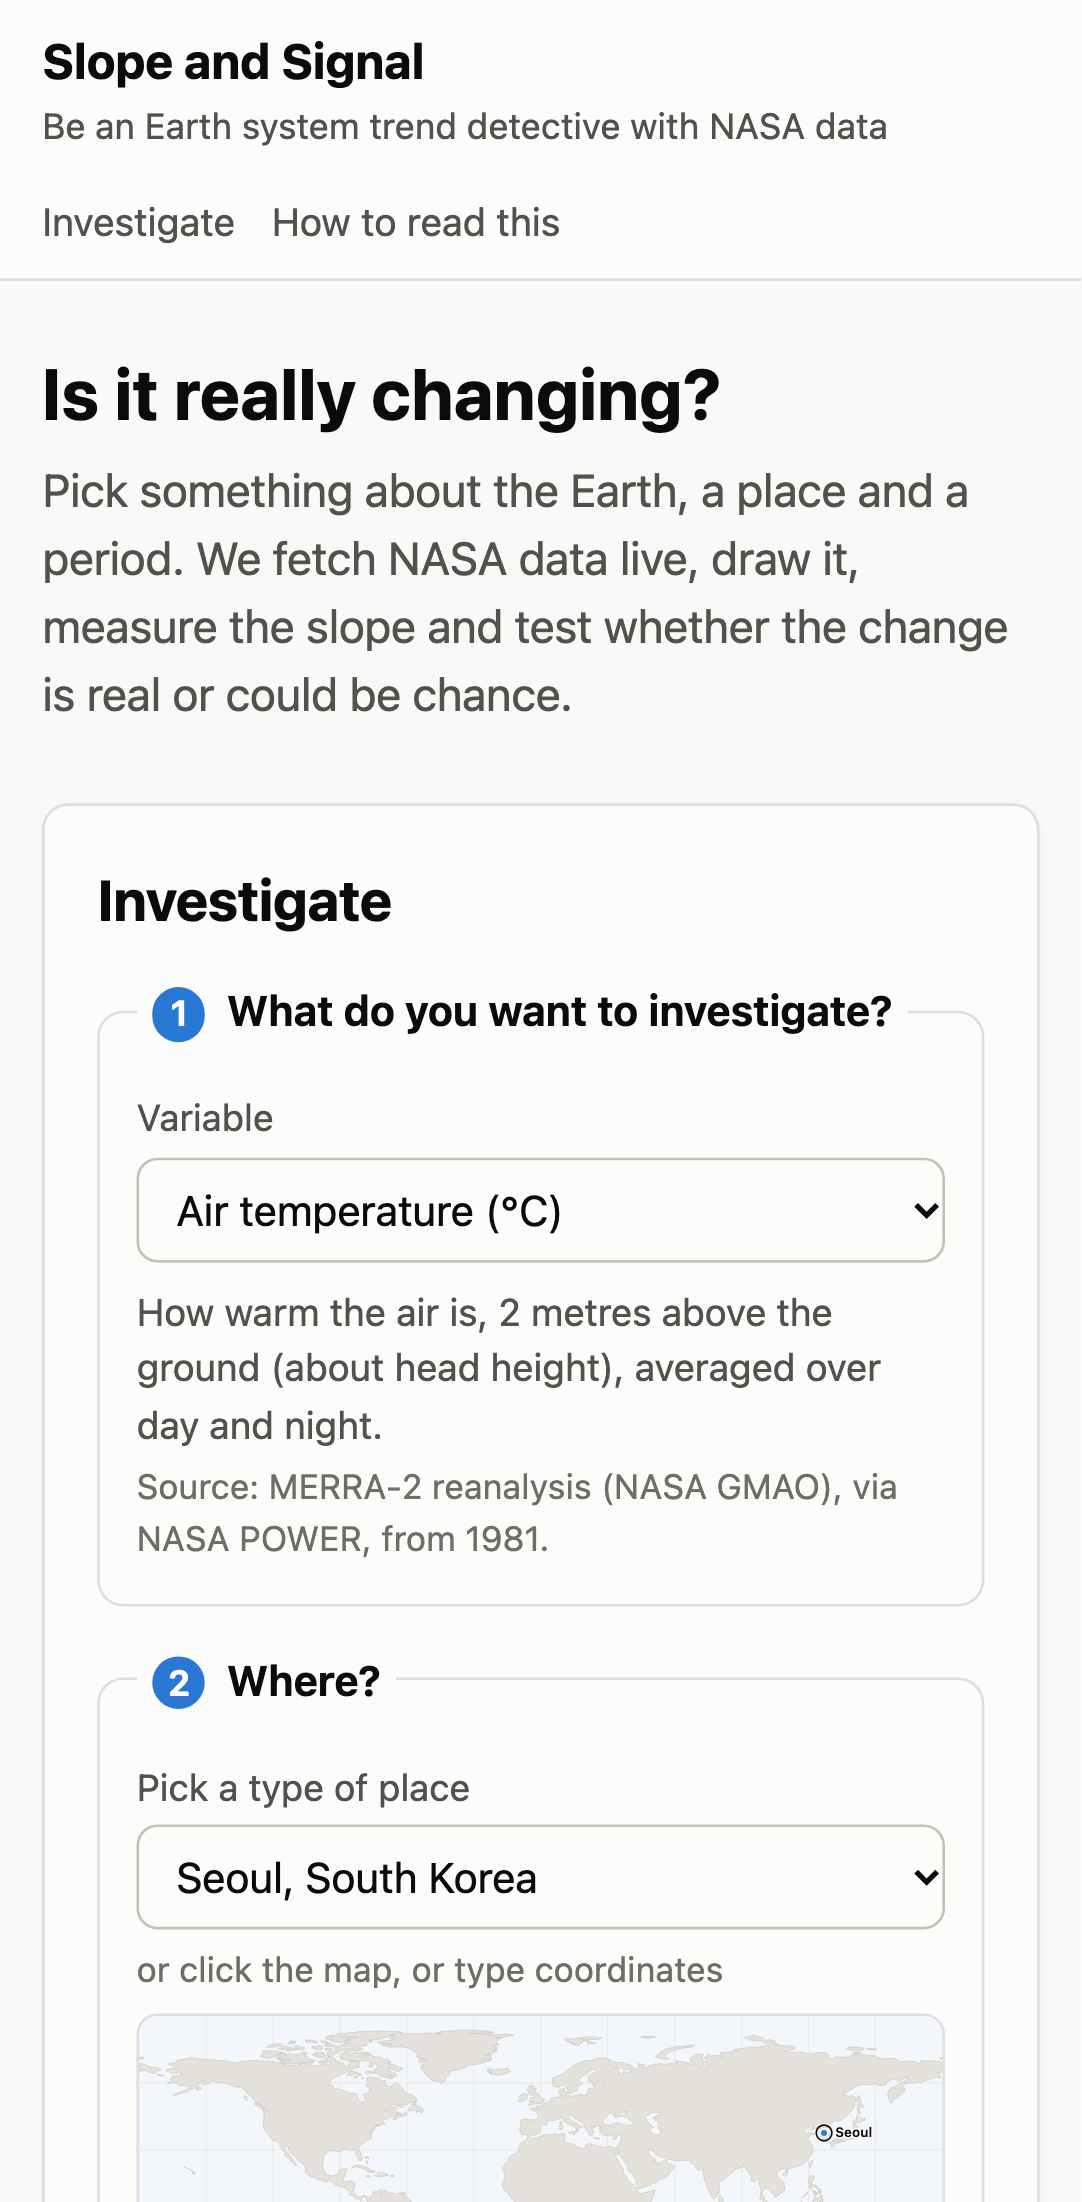 Slope and Signal
Be an Earth system trend detective with NASA data
Investigate How to read this
Is it really changing?
Pick something about the Earth, a place and a
period. We fetch NASA data live, draw it,
measure the slope and test whether the change
is real or could be chance.
Investigate
1 What do you want to investigate?
Variable
Air temperature (°C)
How warm the air is, 2 metres above the
ground (about head height), averaged over
day and night.
Source: MERRA-2 reanalysis (NASA GMAO), via
NASA POWER, from 1981.
2 Where?
Pick a type of place
Seoul, South Korea
or click the map, or type coordinates
Seoul